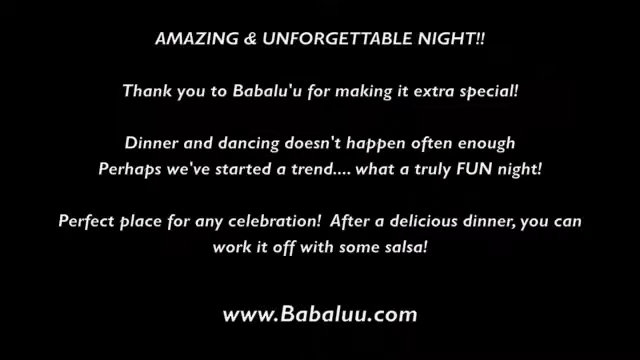 AMAZING & UNFORGETTABLE NIGHT!!
Thank you to Babalu'u for making it extra special!
Dinner and dancing doesn't happen often enough
Perhaps we've started a trend.... what a truly FUN night!
Perfect place for any celebration!  After a delicious dinner, you can
work it off with some salsa!
www.Babaluu.com